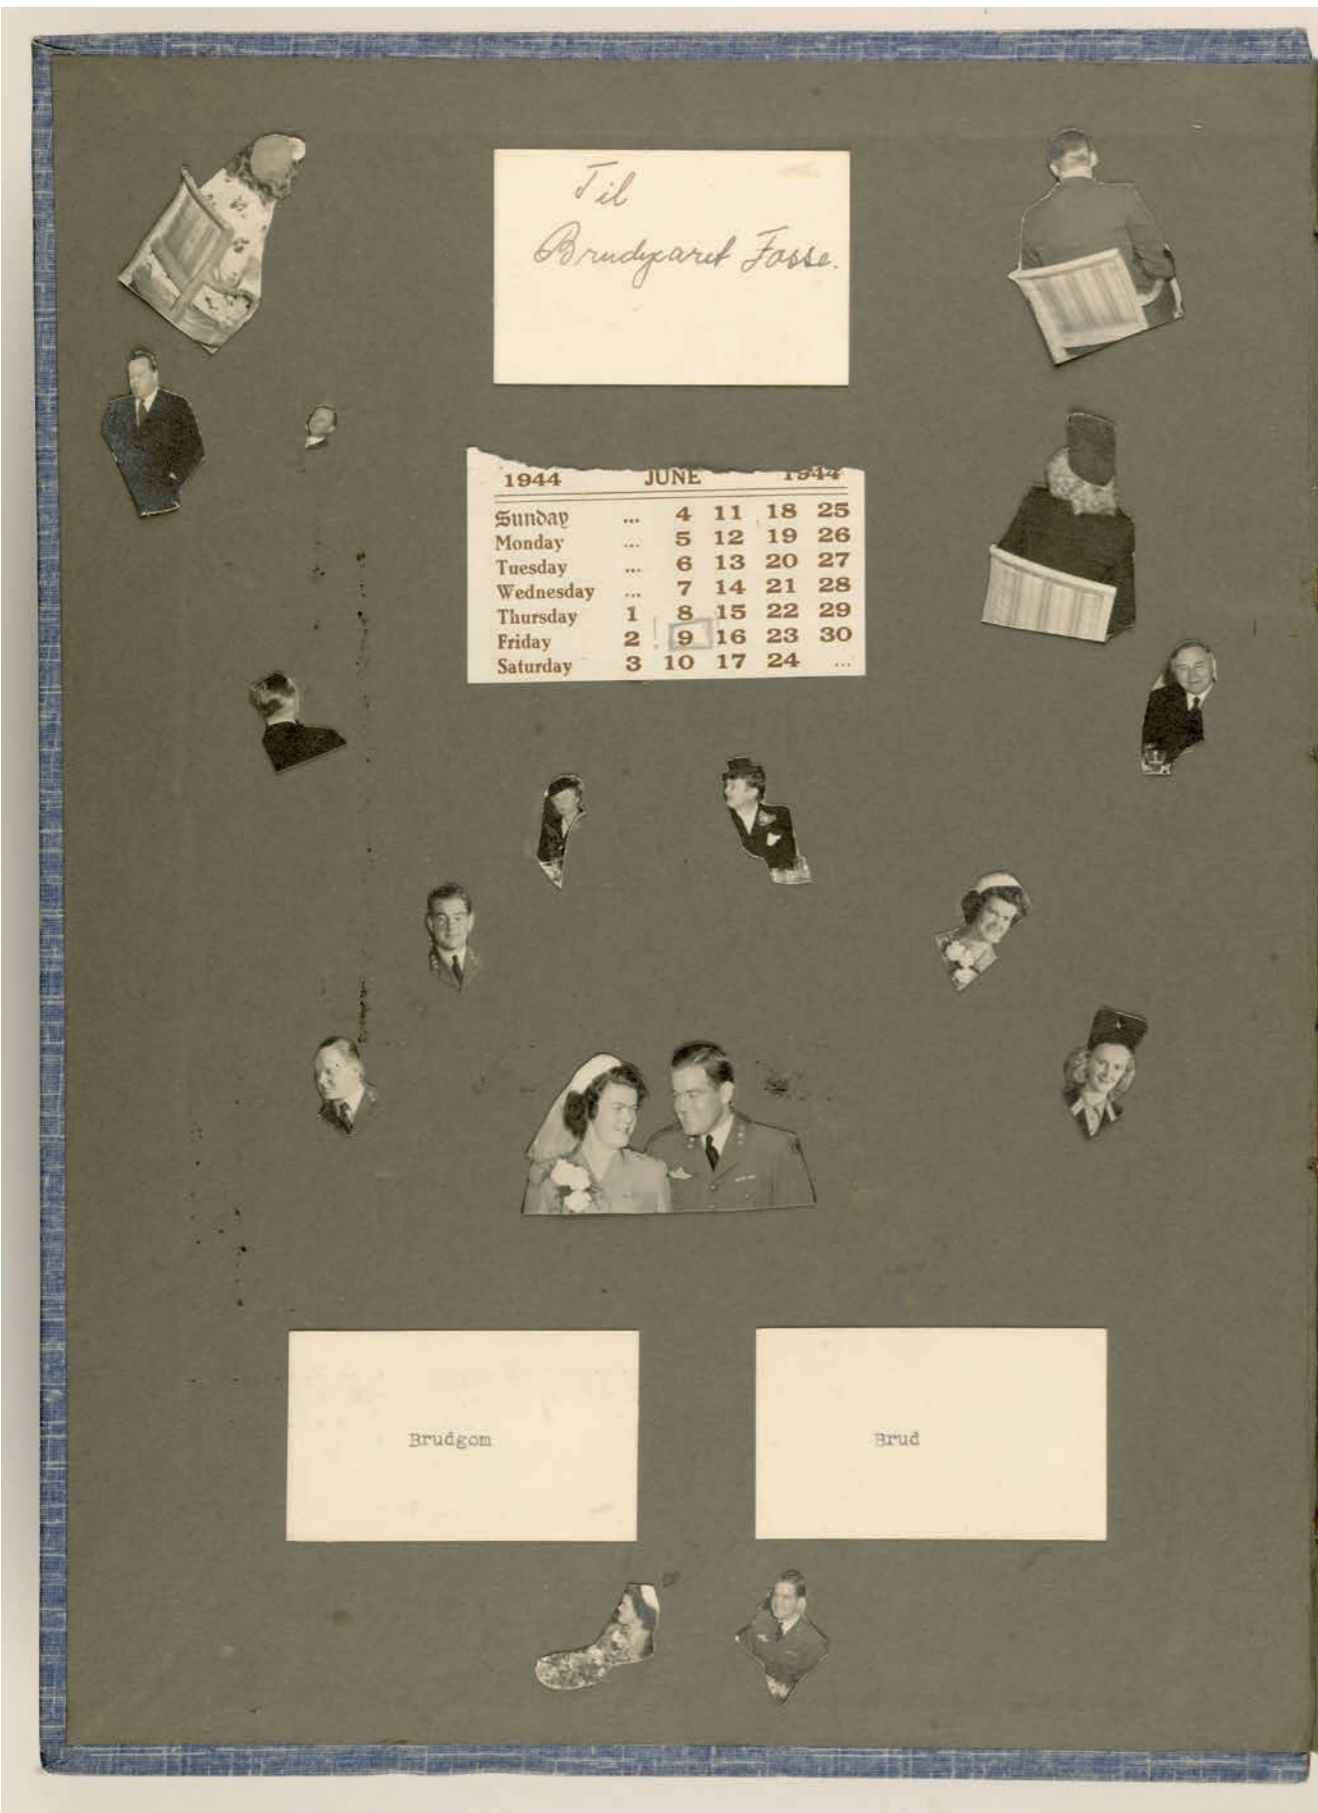 Til
Brudeparet Fosse.
1944 JUNE 1944
Sunday ... 4 11 18 25
Monday ... 5 12 19 26
Tuesday ... 6 13 20 27
Wednesday ... 7 14 21 28
Thursday 1 8 15 22 29
Friday 2 9 16 23 30
Saturday 3 10 17 24 ...
Brudgom
Brud